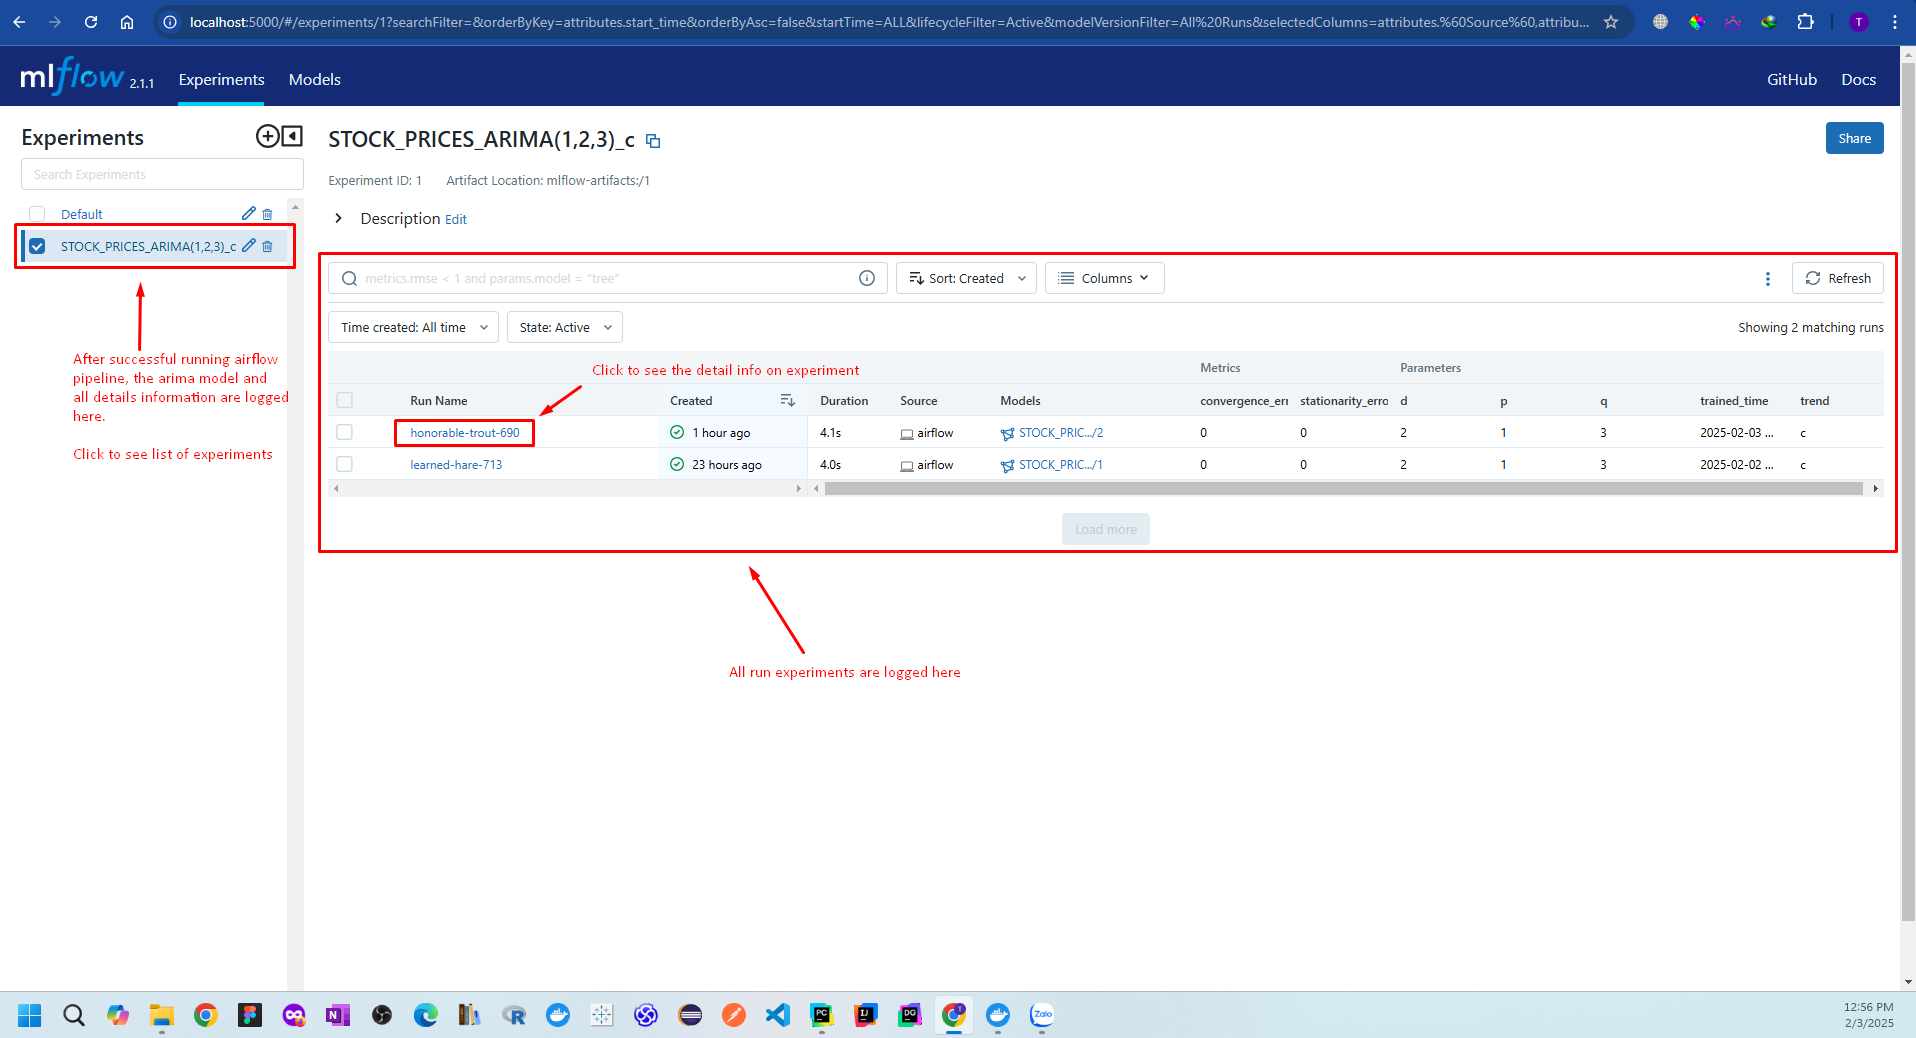 localhost:5000/#/experiments/1?searchFilter=&orderByKey=attributes.start_time&orderByAsc=false&startTime=ALL&lifecycleFilter=Active&modelVersionFilter=All%20Runs&selectedColumns=attributes.%60Source%60,attribu...
T
mlflow 2.1.1
Experiments
Models
GitHub
Docs
Experiments
Search Experiments
Default
STOCK_PRICES_ARIMA(1,2,3)_c
After successful running airflow
pipeline, the arima model and
all details information are logged
here.
Click to see list of experiments
STOCK_PRICES_ARIMA(1,2,3)_c
Share
Experiment ID: 1 Artifact Location: mlflow-artifacts:/1
Description Edit
metrics.rmse < 1 and params.model = "tree"
Sort: Created
Columns
Refresh
Time created: All time
State: Active
Showing 2 matching runs
Click to see the detail info on experiment
Metrics
Parameters
Run Name Created Duration Source Models convergence_err stationarity_erro d p q trained_time trend
honorable-trout-690 1 hour ago 4.1s airflow STOCK_PRIC.../2 0 0 2 1 3 2025-02-03 ... c
learned-hare-713 23 hours ago 4.0s airflow STOCK_PRIC.../1 0 0 2 1 3 2025-02-02 ... c
Load more
All run experiments are logged here
N
R
PC
IJ
DG
1
Zalo
12:56 PM
2/3/2025